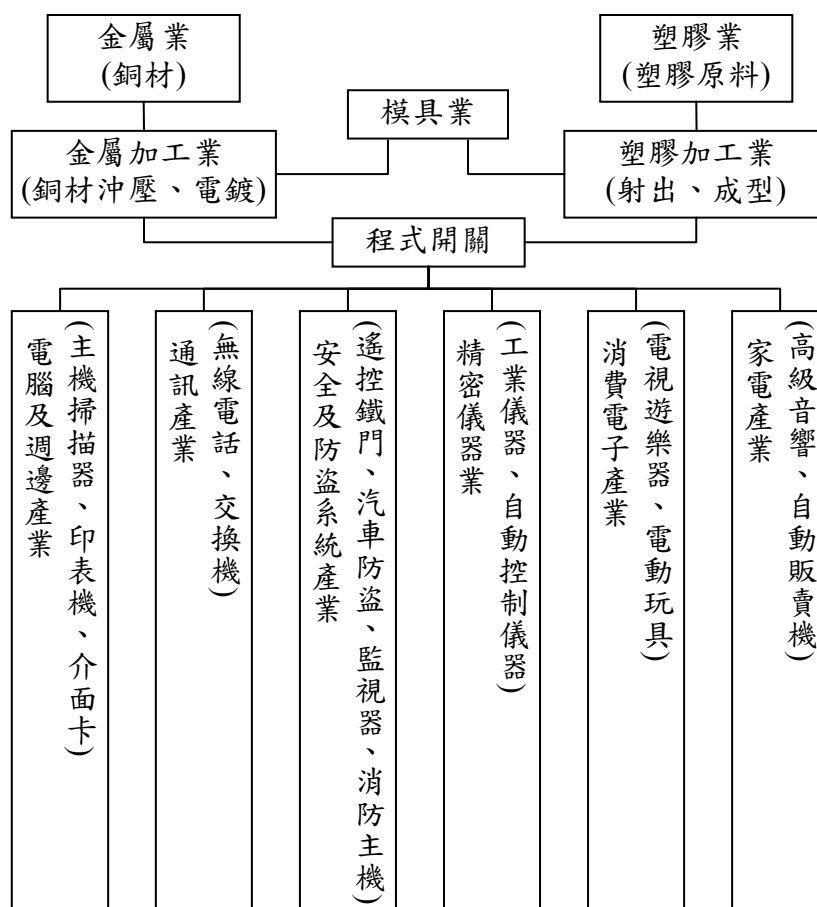 金屬業
(銅材)
塑膠業
(塑膠原料)
模具業
金屬加工業
(銅材沖壓、電鍍)
塑膠加工業
(射出、成型)
程式開關
電腦及週邊產業
(主機掃描器、印表機、介面卡)
通訊產業
(無線電話、交換機)
安全及防盜系統產業
(遙控鐵門、汽車防盜、監視器、消防主機)
精密儀器業
(工業儀器、自動控制儀器)
消費電子產業
(電視遊樂器、電動玩具)
家電產業
(高級音響、自動販賣機)